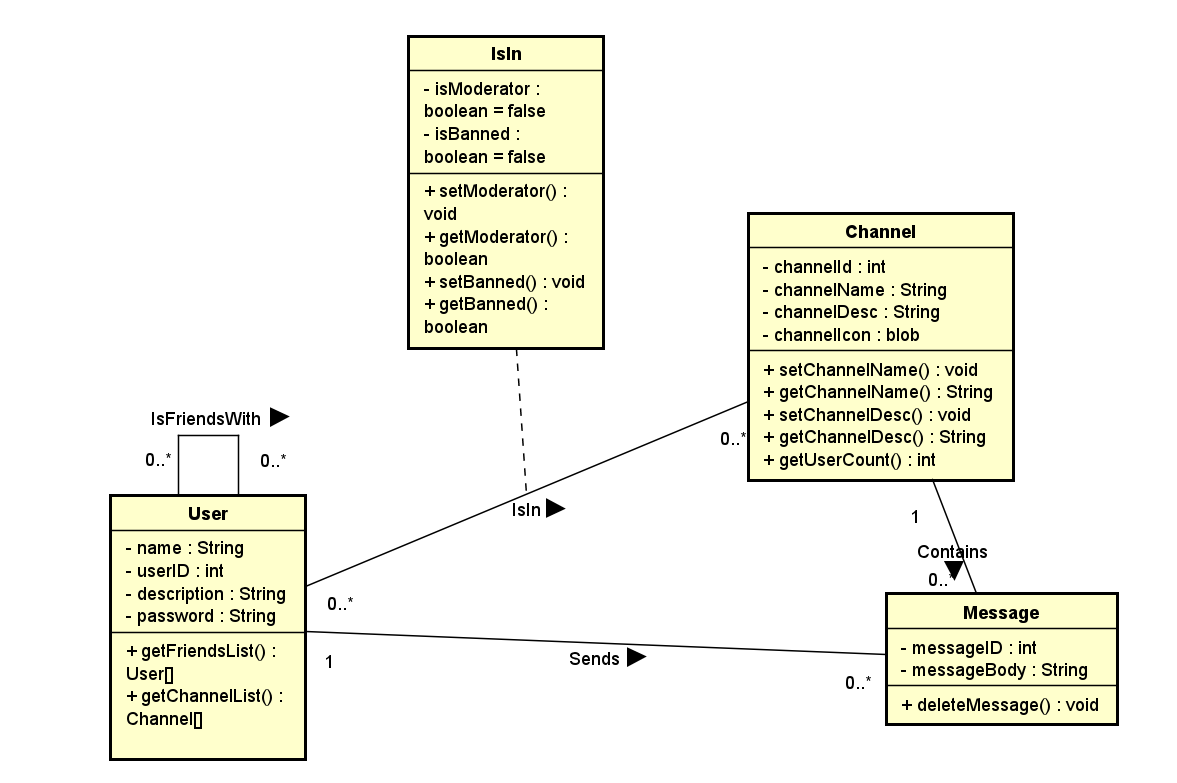 IsIn
- isModerator :
boolean = false
- isBanned :
boolean = false
+ setModerator() :
void
+ getModerator() :
boolean
+ setBanned() : void
+ getBanned() :
boolean
Channel
- channelId : int
- channelName : String
- channelDesc : String
- channelIcon : blob
+ setChannelName() : void
+ getChannelName() : String
+ setChannelDesc() : void
+ getChannelDesc() : String
+ getUserCount() : int
IsFriendsWith
0..*
0..*
0..*
IsIn
User
- name : String
- userID : int
- description : String
- password : String
+ getFriendsList() :
User[]
+ getChannelList() :
Channel[]
0..*
1
Sends
0..*
1
Contains
0..*
Message
- messageID : int
- messageBody : String
+ deleteMessage() : void